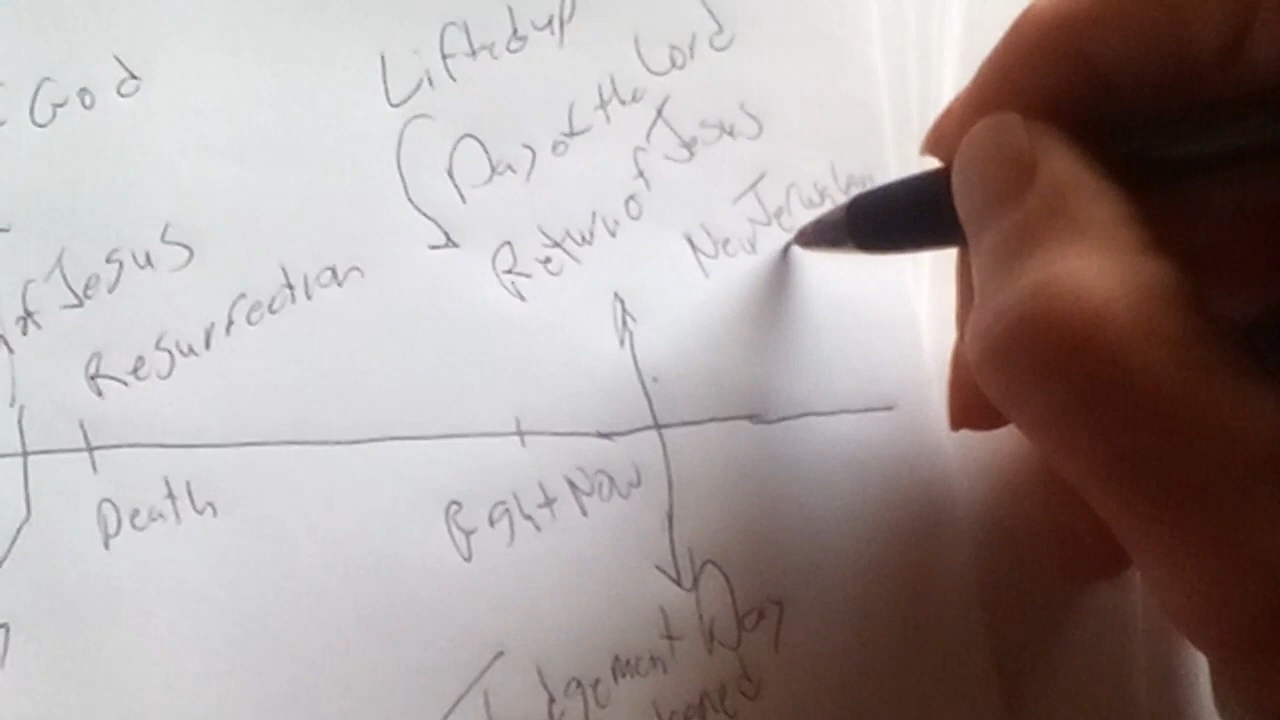 God
Lifted up
Day of the Lord
Return of Jesus
New Jerusalem
of Jesus
Resurrection
Death
Right Now
Judgement Day